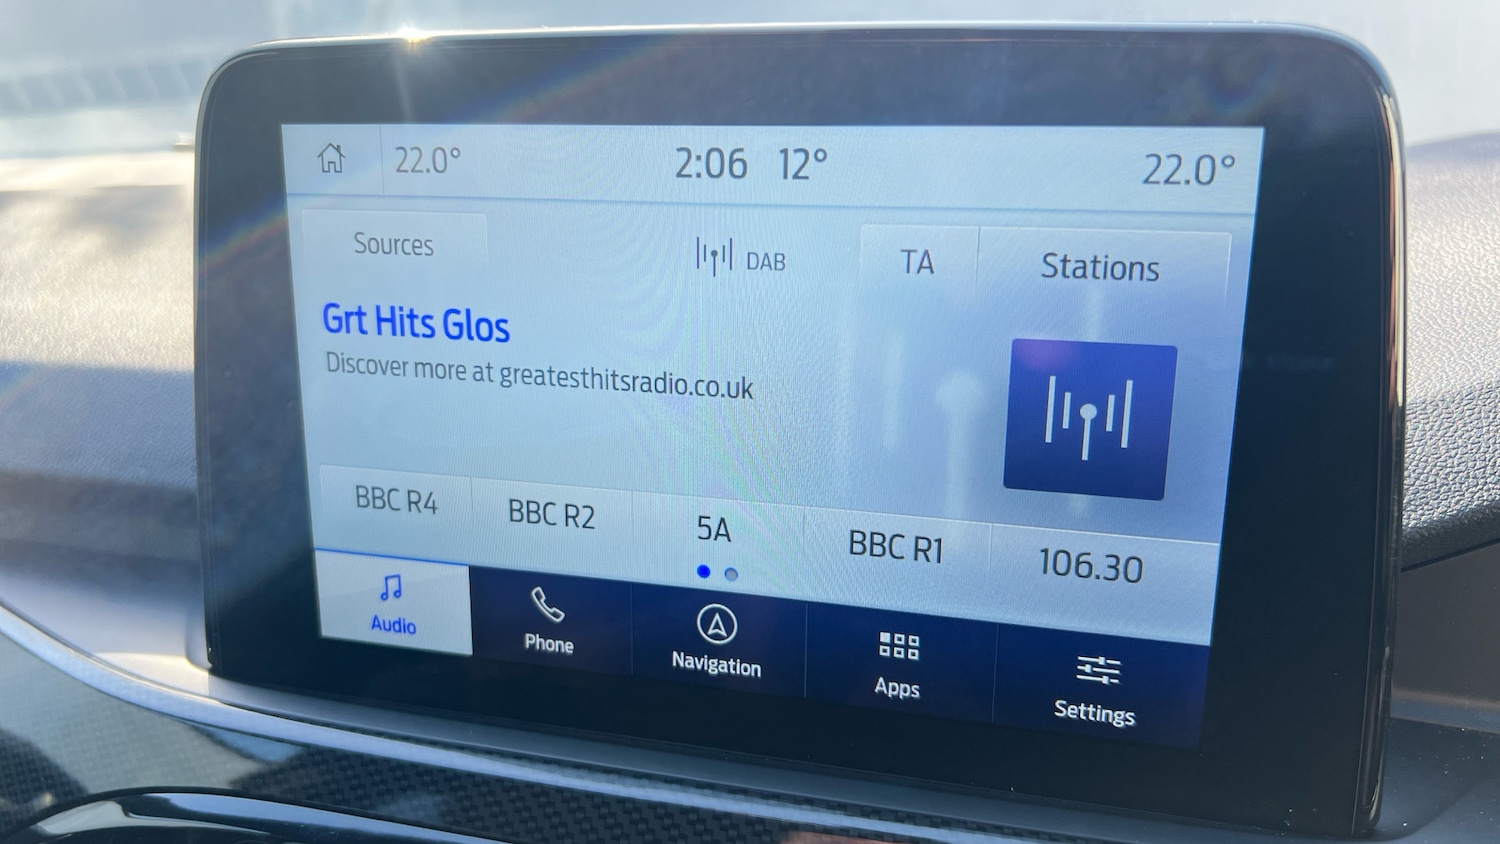 22.0° 2:06 12° 22.0°
Sources DAB TA Stations
Grt Hits Glos
Discover more at greatesthitsradio.co.uk
BBC R4 BBC R2 5A BBC R1 106.30
Audio Phone Navigation Apps Settings